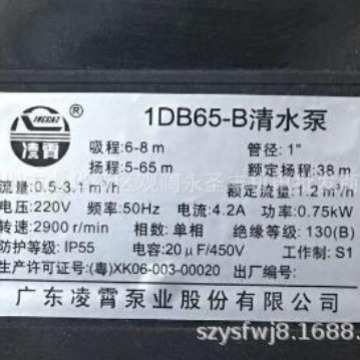 LINGXIAO
凌霄
®
1DB65-B清水泵
吸程:6-8 m 管径:1"
扬程:5-65 m 额定扬程:38 m
流量:0.5-3.1 m³/h 额定流量:1.2 m³/h
电压:220V 频率:50Hz 电流:4.2A 功率:0.75kW
转速:2900 r/min 相数:单相 绝缘等级:130(B)
防护等级:IP55 电容:20μF/450V 工作制:S1
生产许可证号:(粤)XK06-003-00020 出厂编号:
广东凌霄泵业股份有限公司
szysfwj8.1688.